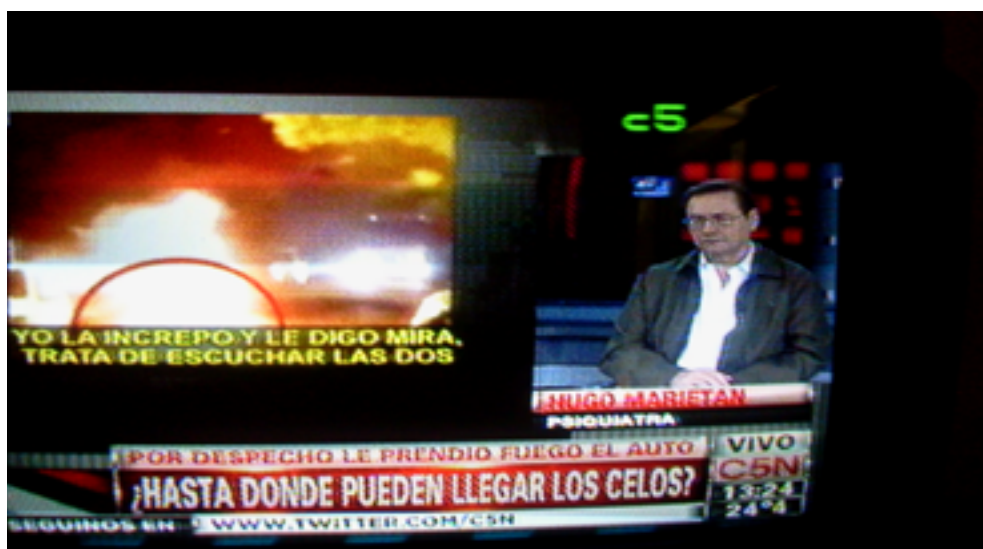 c5
YO LA INCREPO Y LE DIGO MIRA,
TRATA DE ESCUCHAR LAS DOS
HUGO MARIETAN
PSIQUIATRA
POR DESPECHO LE PRENDIO FUEGO EL AUTO
¿HASTA DONDE PUEDEN LLEGAR LOS CELOS?
VIVO
C5N
13:24
24°4
SEGUINOS EN WWW.TWITTER.COM/C5N